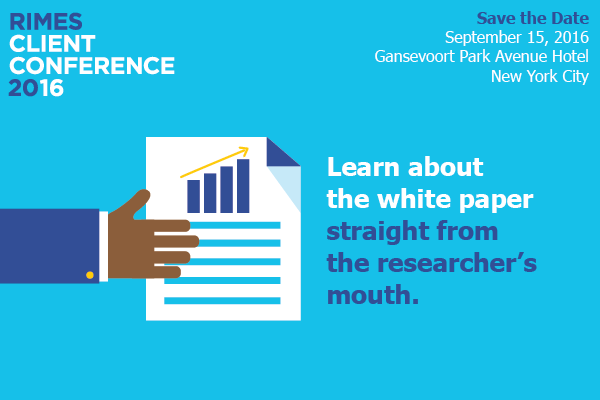 RIMES
CLIENT
CONFERENCE
2016
Save the Date
September 15, 2016
Gansevoort Park Avenue Hotel
New York City
Learn about
the white paper
straight from
the researcher’s
mouth.